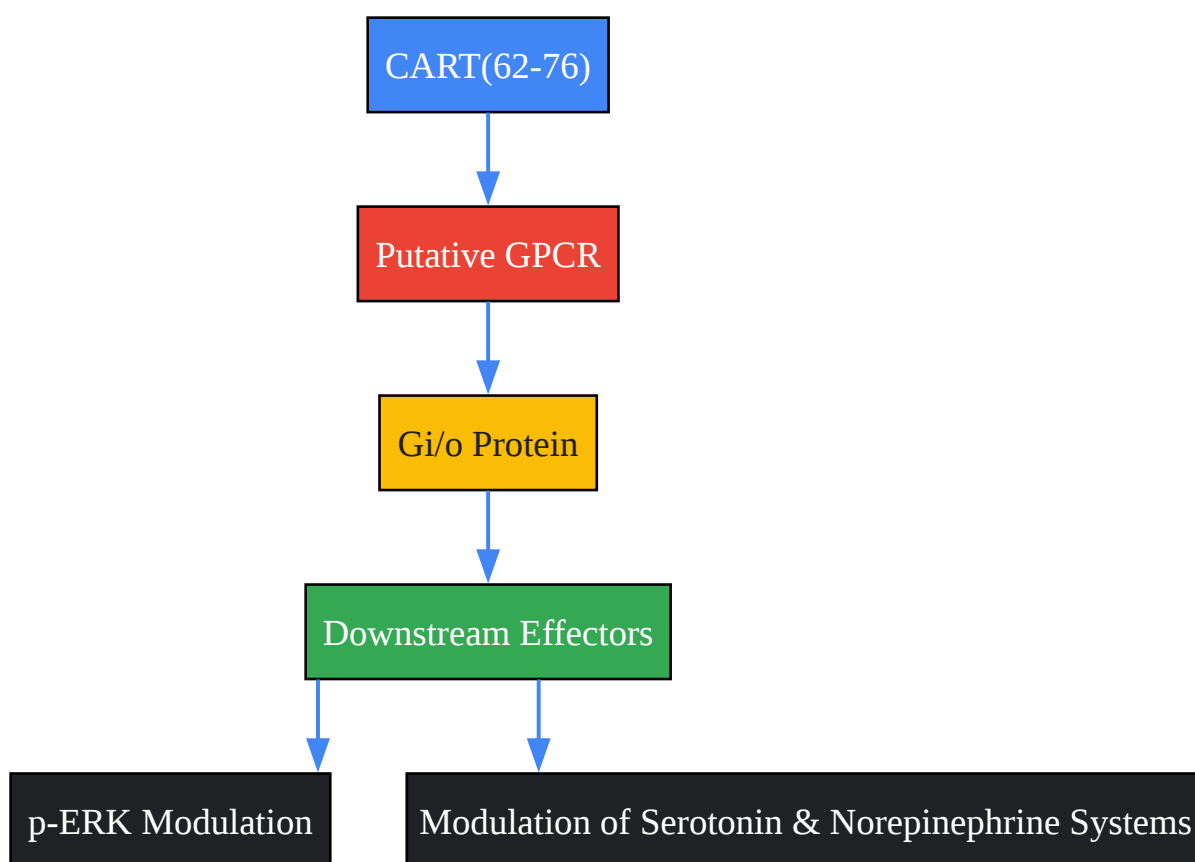 CART(62-76)
Putative GPCR
Gi/o Protein
Downstream Effectors
p-ERK Modulation
Modulation of Serotonin & Norepinephrine Systems